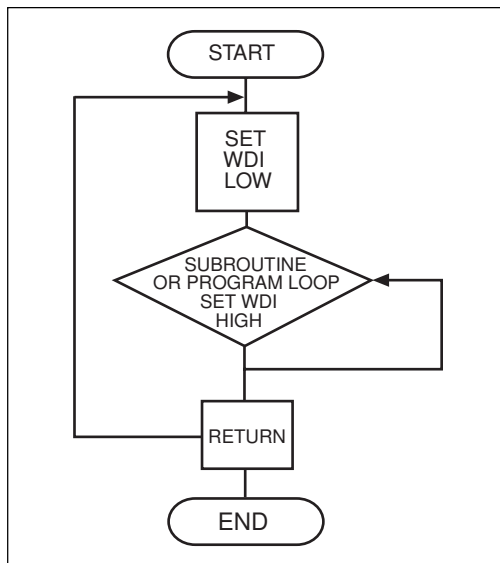 START
SET
WDI
LOW
SUBROUTINE
OR PROGRAM LOOP
SET WDI
HIGH
RETURN
END